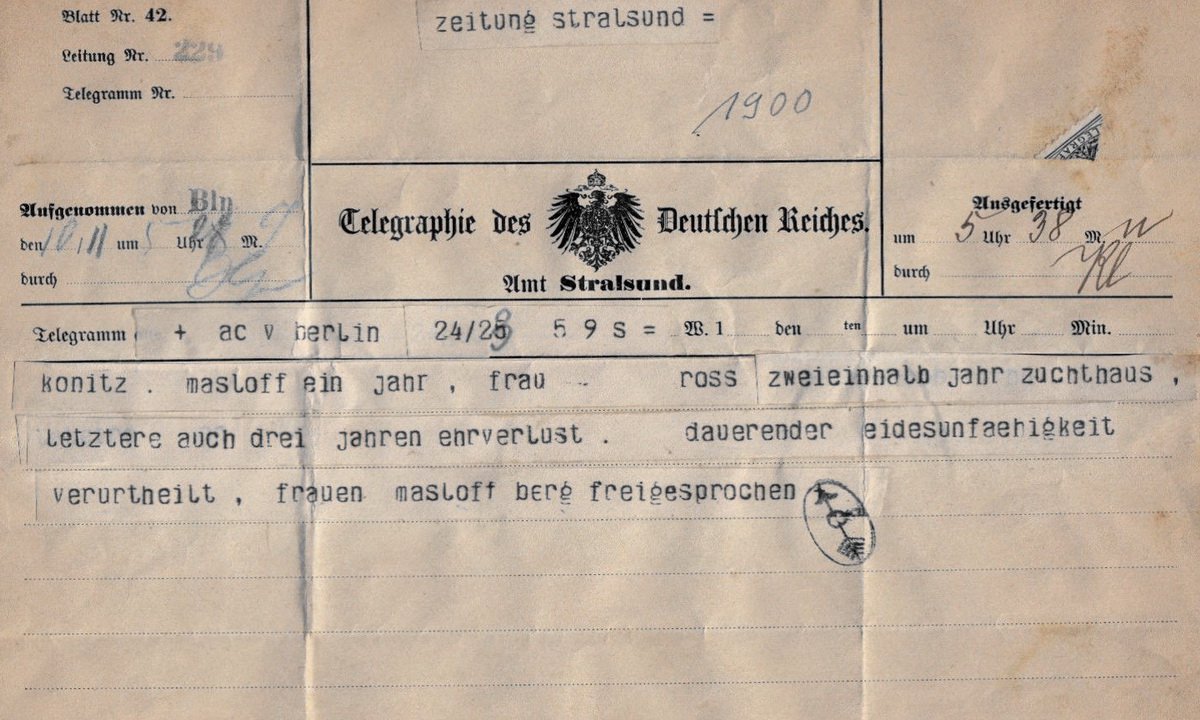 Blatt Nr. 42.
zeitung stralsund =
Leitung Nr. 229
Telegramm Nr.
1900
Aufgenommen von Bln
den 10/11 um 5 Uhr M.
durch
Telegraphie des Deutschen Reiches.
Amt Stralsund.
Ausgefertigt
um 5 Uhr 38 M. n
durch
Telegramm + ac v berlin 24/25 59 s = W. 1 den ten um Uhr Min.
konitz . masloff ein jahr , frau ross zweieinhalb jahr zuchthaus ,
letztere auch drei jahren ehrverlust . dauerender eidesunfaehigkeit
verurtheilt , frauen masloff berg freigesprochen +